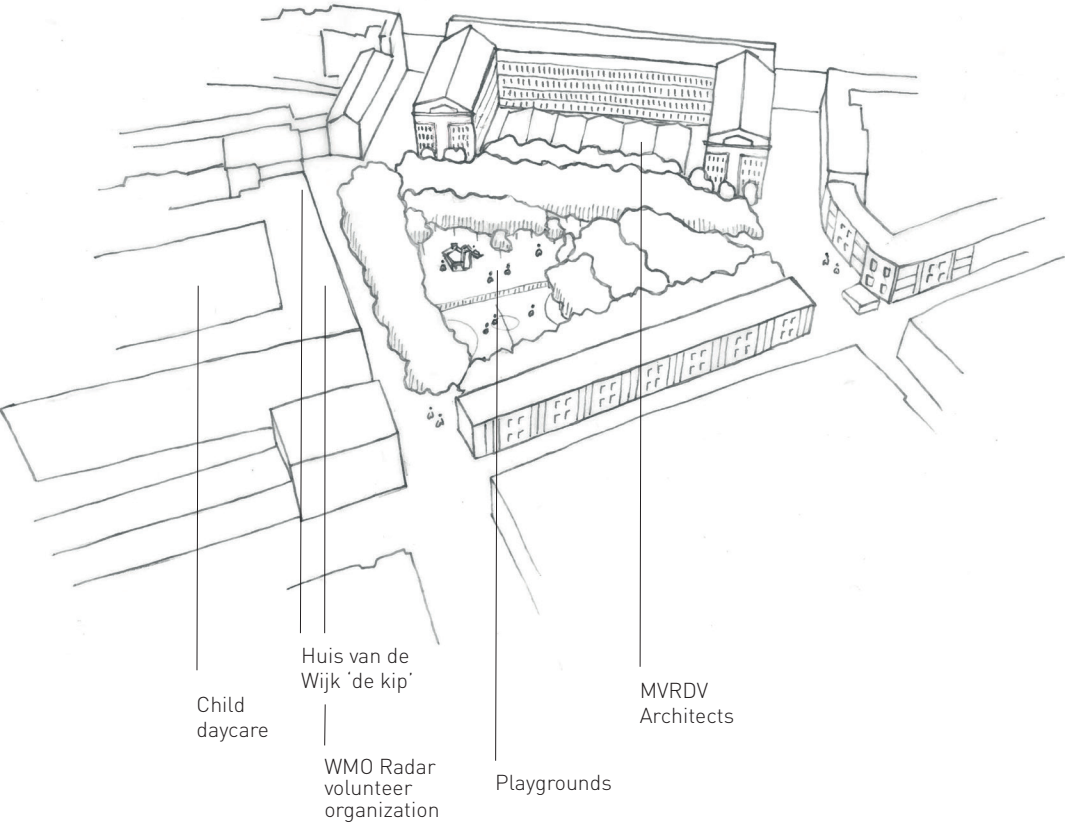 Huis van de
Wijk ‘de kip’
Child
daycare
MVRDV
Architects
WMO Radar
volunteer
organization
Playgrounds